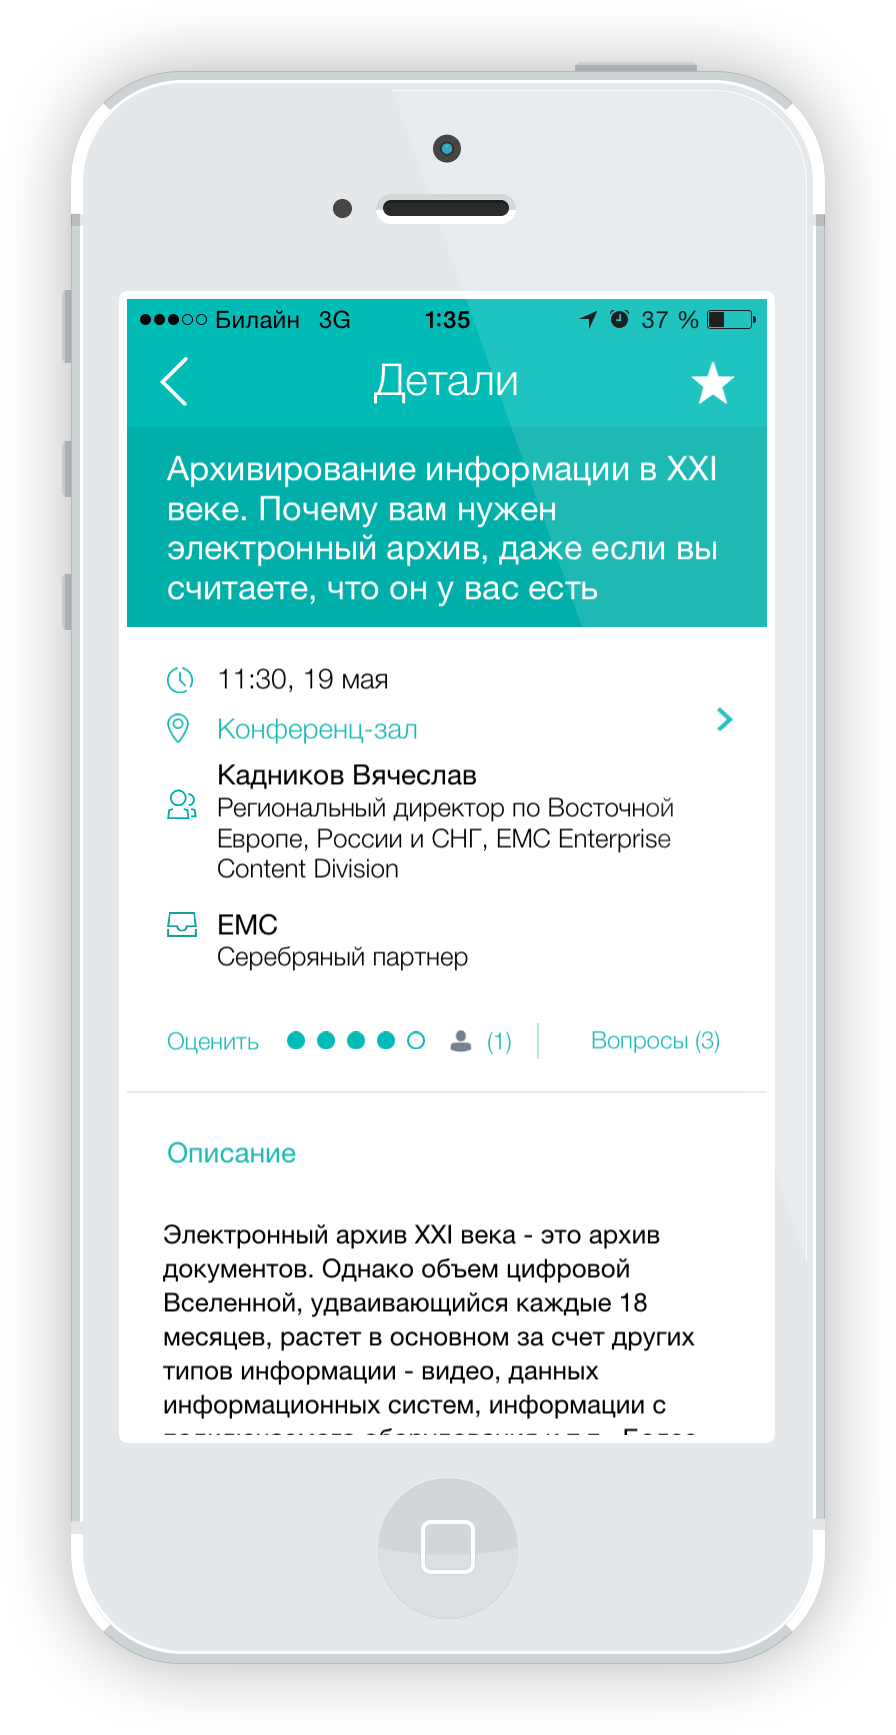 Билайн 3G 1:35 37 %
Детали
Архивирование информации в XXI
веке. Почему вам нужен
электронный архив, даже если вы
считаете, что он у вас есть
11:30, 19 мая
Конференц-зал
Кадников Вячеслав
Региональный директор по Восточной
Европе, России и СНГ, EMC Enterprise
Content Division
EMC
Серебряный партнер
Оценить (1) Вопросы (3)
Описание
Электронный архив XXI века - это архив
документов. Однако объем цифровой
Вселенной, удваивающийся каждые 18
месяцев, растет в основном за счет других
типов информации - видео, данных
информационных систем, информации с